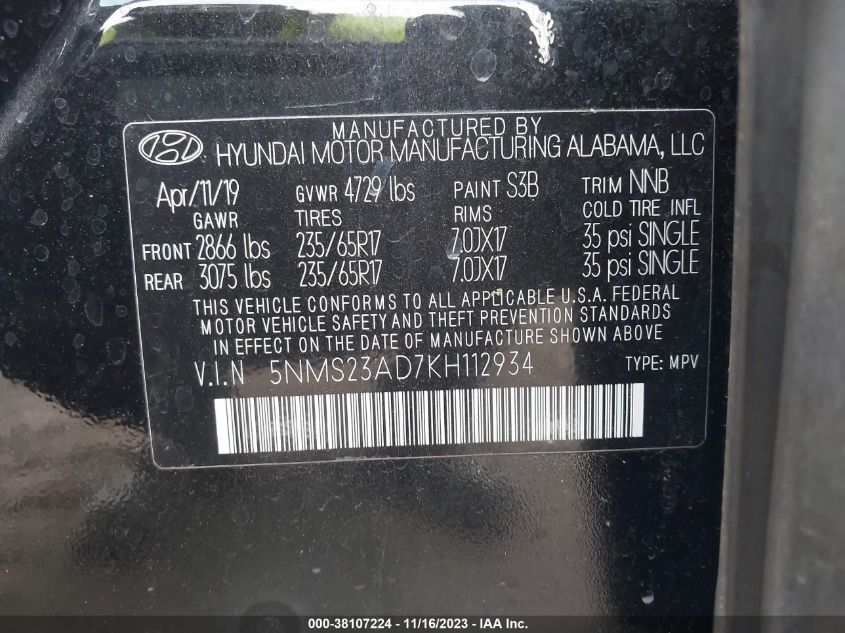 MANUFACTURED BY
HYUNDAI MOTOR MANUFACTURING ALABAMA, LLC
Apr/11/19 GVWR 4729 lbs PAINT S3B TRIM NNB
GAWR TIRES RIMS COLD TIRE INFL
FRONT 2866 lbs 235/65R17 7.0JX17 35 psi SINGLE
REAR 3075 lbs 235/65R17 7.0JX17 35 psi SINGLE
THIS VEHICLE CONFORMS TO ALL APPLICABLE U.S.A. FEDERAL
MOTOR VEHICLE SAFETY AND THEFT PREVENTION STANDARDS
IN EFFECT ON THE DATE OF MANUFACTURE SHOWN ABOVE.
V.I.N 5NMS23AD7KH112934 TYPE: MPV
000-38107224 - 11/16/2023 - IAAI.com